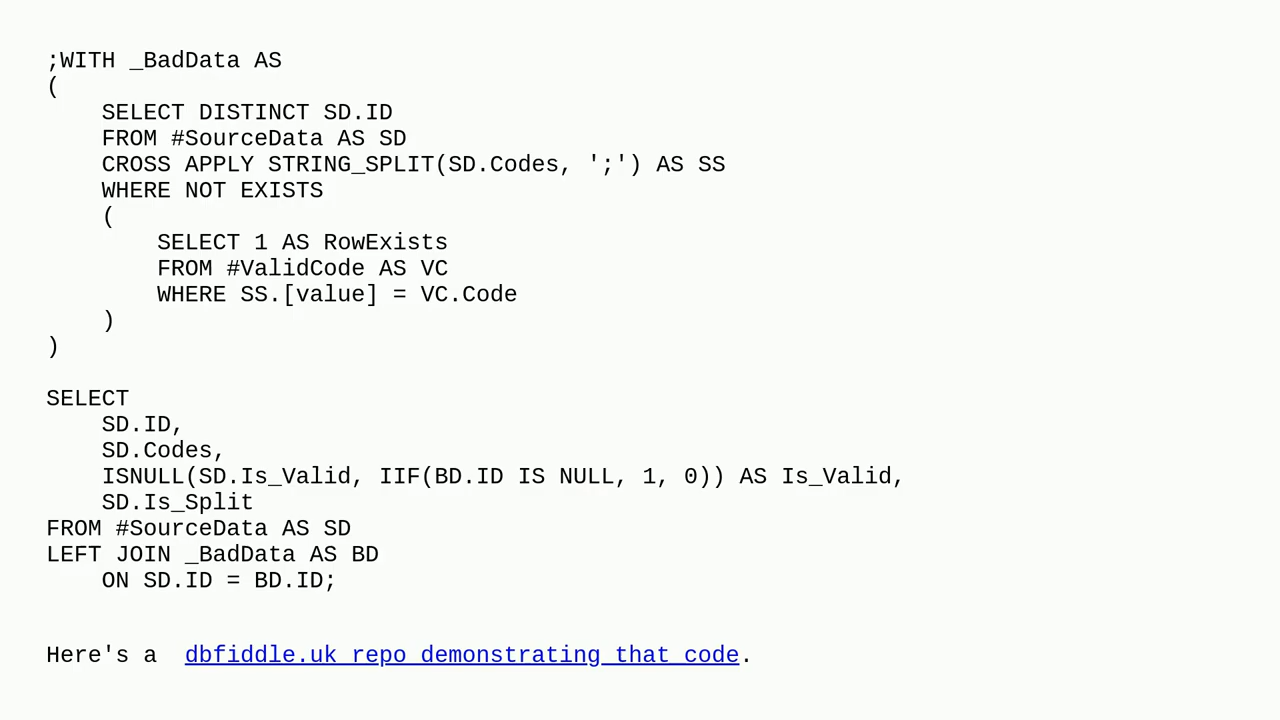 ;WITH _BadData AS
(
    SELECT DISTINCT SD.ID
    FROM #SourceData AS SD
    CROSS APPLY STRING_SPLIT(SD.Codes, ';') AS SS
    WHERE NOT EXISTS
    (
        SELECT 1 AS RowExists
        FROM #ValidCode AS VC
        WHERE SS.[value] = VC.Code
    )
)
SELECT
    SD.ID,
    SD.Codes,
    ISNULL(SD.Is_Valid, IIF(BD.ID IS NULL, 1, 0)) AS Is_Valid,
    SD.Is_Split
FROM #SourceData AS SD
LEFT JOIN _BadData AS BD
    ON SD.ID = BD.ID;
Here's a  dbfiddle.uk repo demonstrating that code.